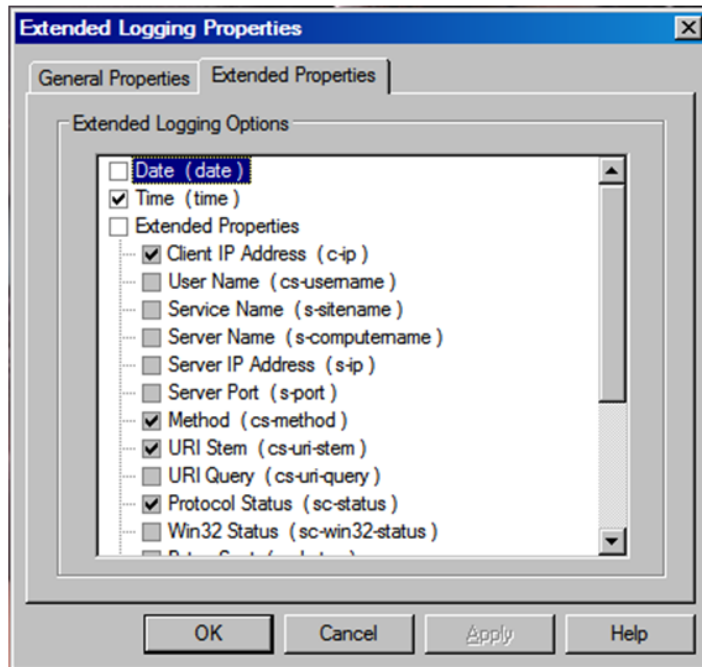 Extended Logging Properties
General Properties
Extended Properties
Extended Logging Options
Date ( date )
Time ( time )
Extended Properties
Client IP Address ( c-ip )
User Name ( cs-username )
Service Name ( s-sitename )
Server Name ( s-computername )
Server IP Address ( s-ip )
Server Port ( s-port )
Method ( cs-method )
URI Stem ( cs-uri-stem )
URI Query ( cs-uri-query )
Protocol Status ( sc-status )
Win32 Status ( sc-win32-status )
OK
Cancel
Apply
Help